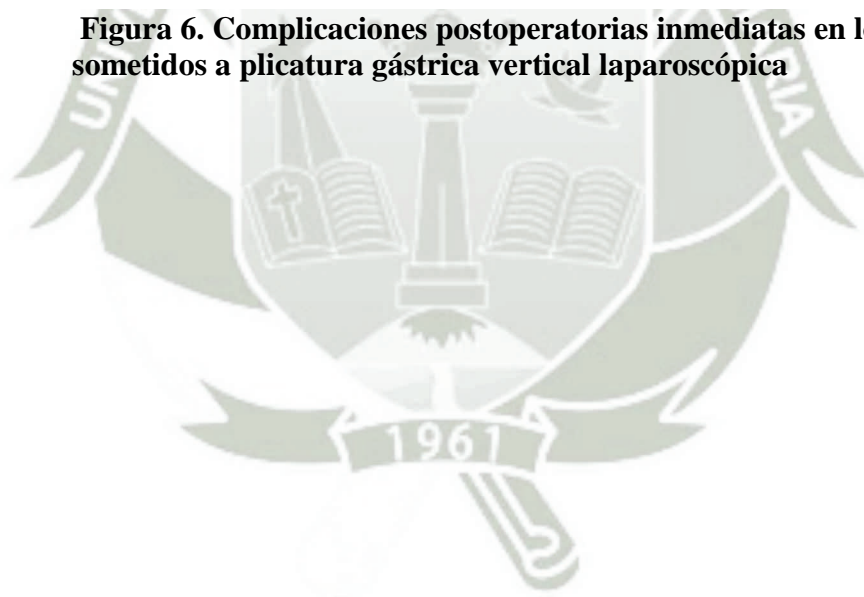 Figura 6. Complicaciones postoperatorias inmediatas en
sometidos a plicatura gástrica vertical laparoscópica
1961